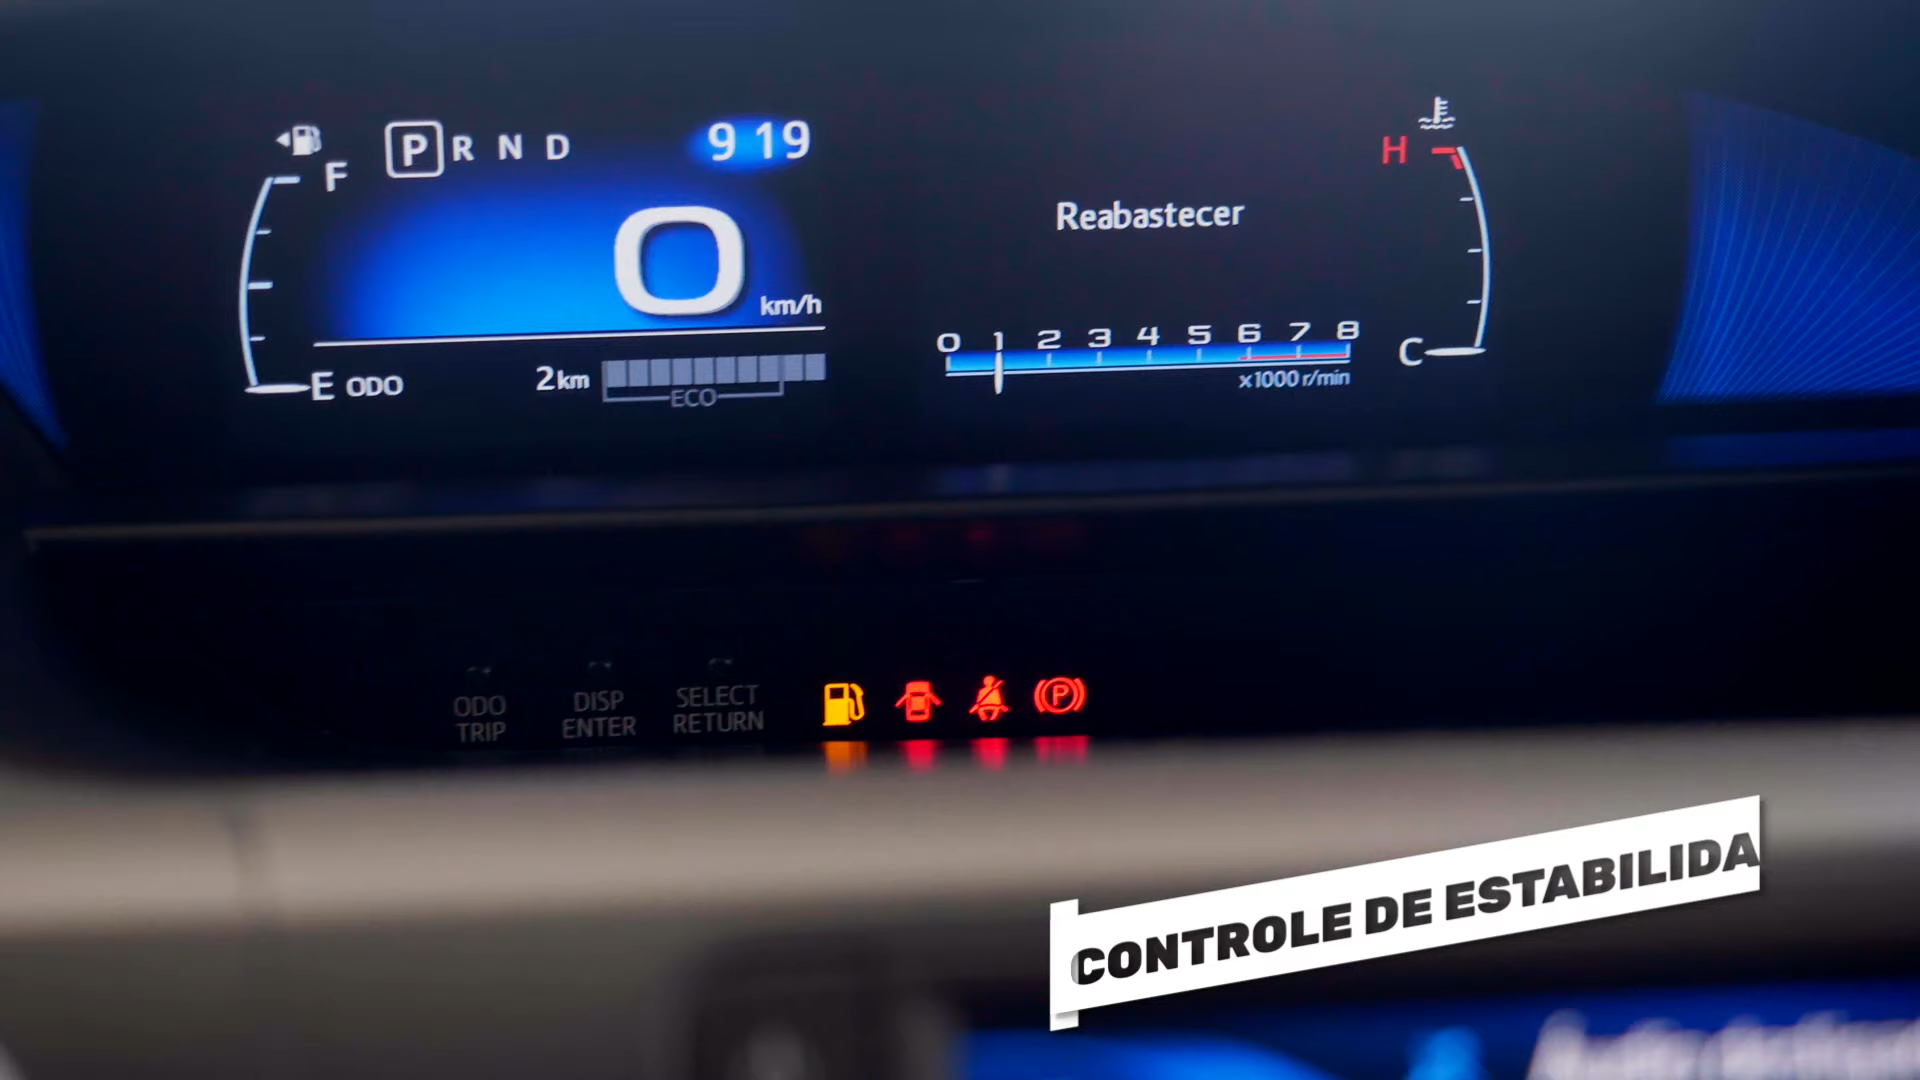 F
P R N D
9 19
0
km/h
E ODO
2 km
ECO
Reabastecer
H
0 1 2 3 4 5 6 7 8
x1000 r/min
C
ODO
TRIP
DISP
ENTER
SELECT
RETURN
P
CONTROLE DE ESTABILIDA